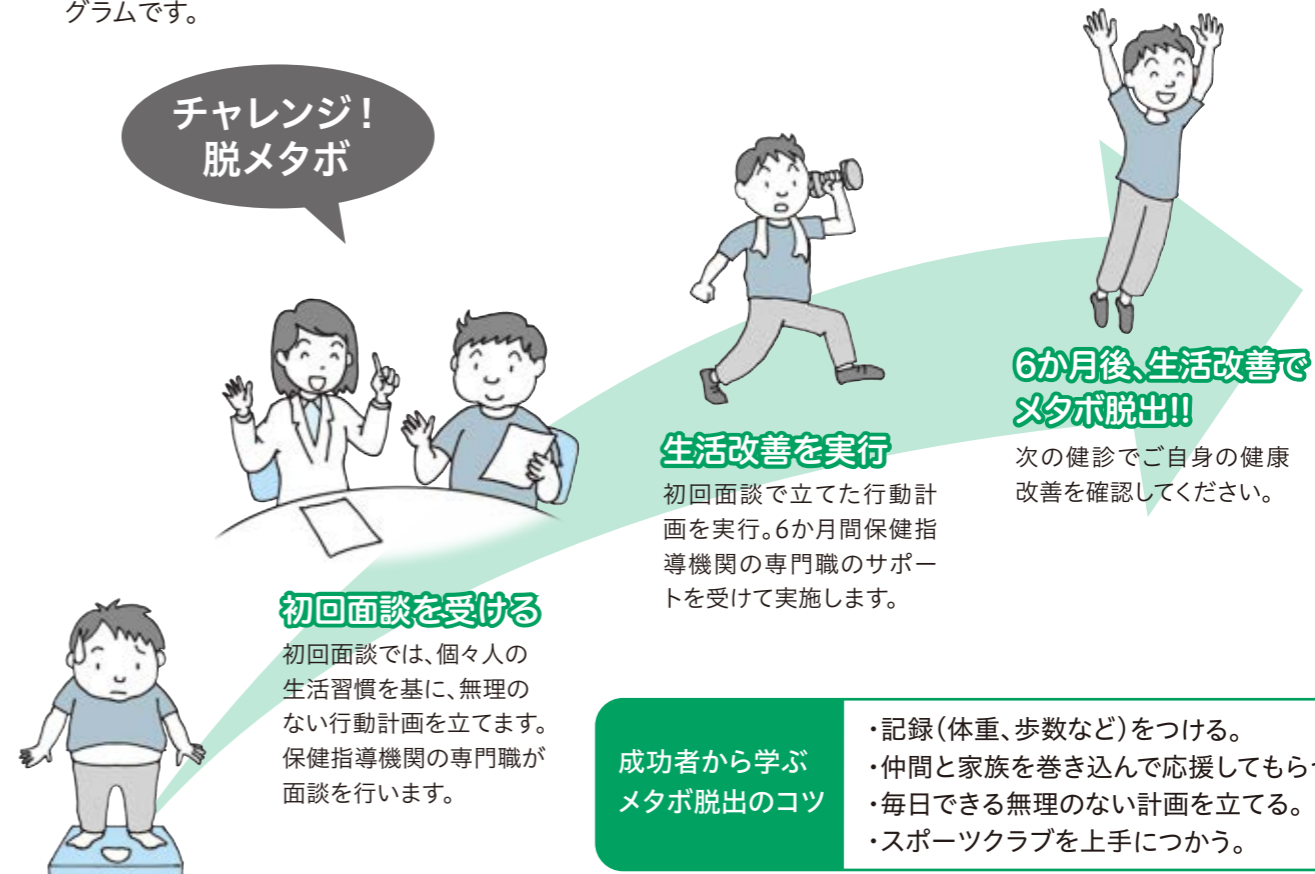 グラムです。
チャレンジ!
脱メタボ
初回面談を受ける
初回面談では、個々人の
生活習慣を基に、無理の
ない行動計画を立てます。
保健指導機関の専門職が
面談を行います。
生活改善を実行
初回面談で立てた行動計
画を実行。6か月間保健指
導機関の専門職のサポー
トを受けて実施します。
6か月後、生活改善で
メタボ脱出!!
次の健診でご自身の健康
改善を確認してください。
成功者から学ぶ
メタボ脱出のコツ
・記録(体重、歩数など)をつける。
・仲間と家族を巻き込んで応援してもら
・毎日できる無理のない計画を立てる。
・スポーツクラブを上手につかう。